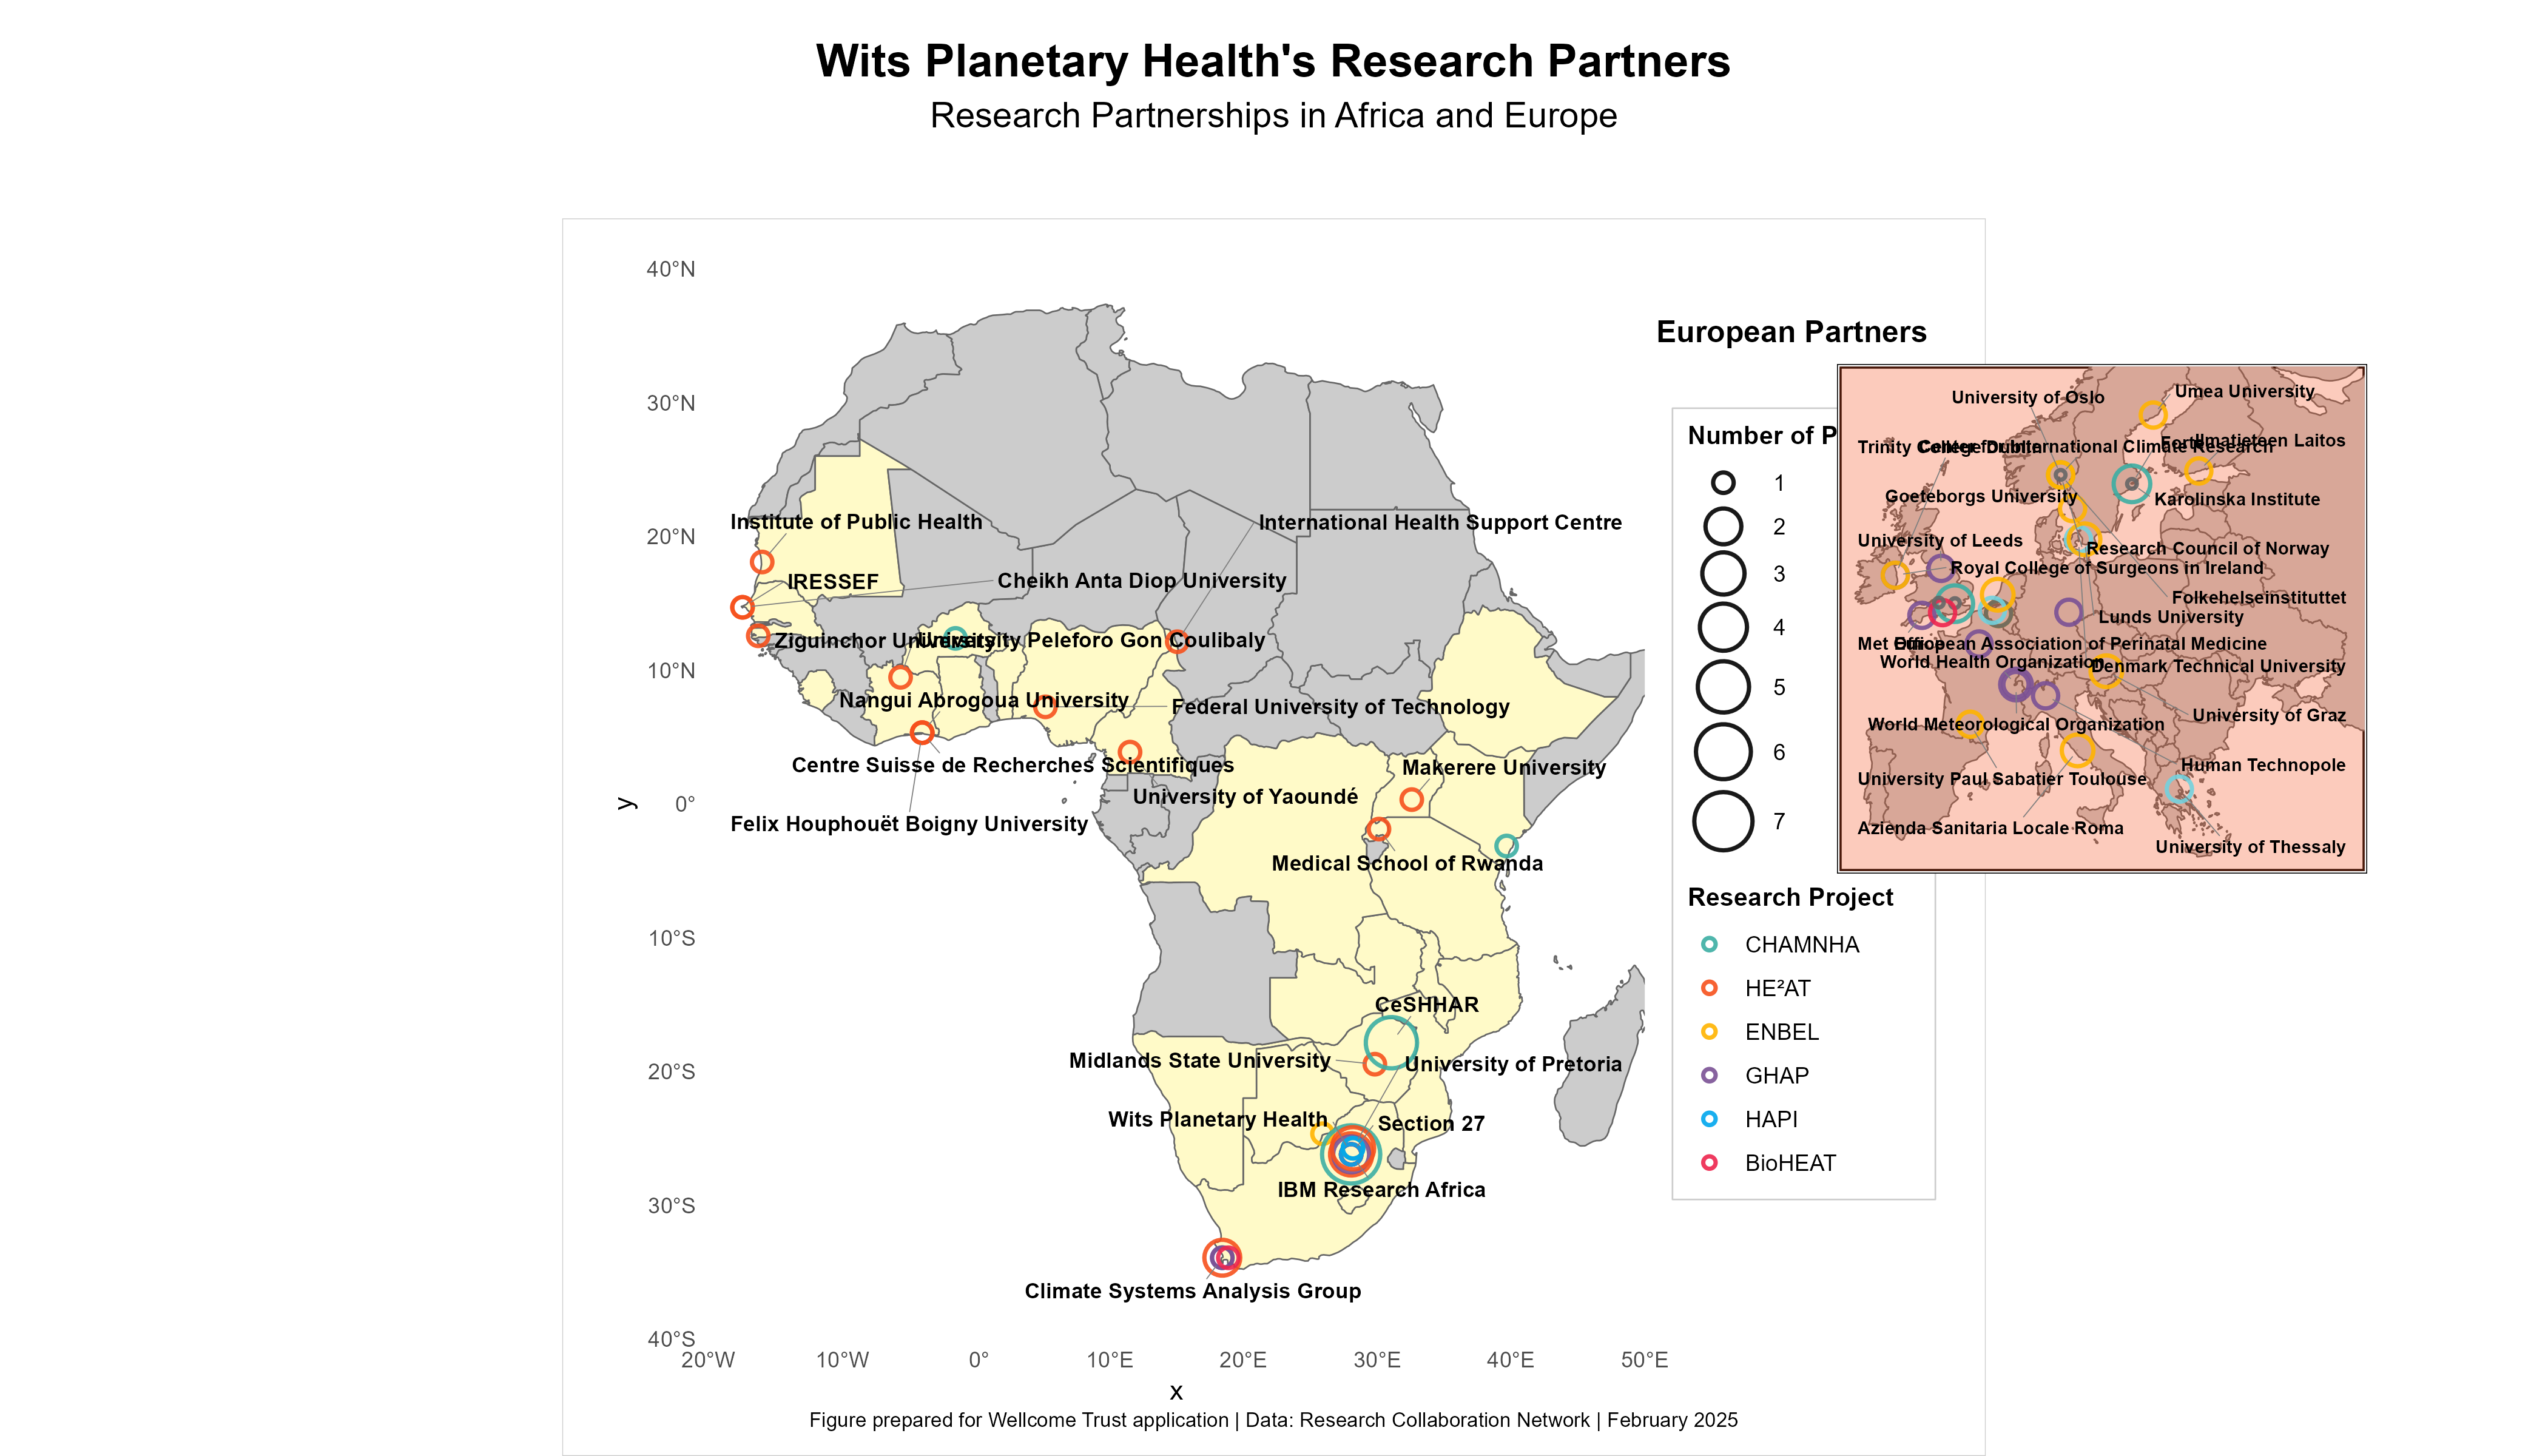 Wits Planetary Health's Research Partners
Research Partnerships in Africa and Europe
40°N
30°N
20°N
10°N
0°
10°S
20°S
30°S
40°S
y
20°W
10°W
0°
10°E
20°E
30°E
40°E
50°E
x
Institute of Public Health
International Health Support Centre
IRESSEF
Cheikh Anta Diop University
Ziguinchor University
University Peleforo Gon Coulibaly
Nangui Abrogoua University
Federal University of Technology
Centre Suisse de Recherches Scientifiques
Makerere University
University of Yaoundé
Felix Houphouët Boigny University
Medical School of Rwanda
CeSHHAR
Midlands State University
University of Pretoria
Wits Planetary Health
Section 27
IBM Research Africa
Climate Systems Analysis Group
European Partners
Number of P
1
2
3
4
5
6
7
Research Project
CHAMNHA
HE²AT
ENBEL
GHAP
HAPI
BioHEAT
Umea University
University of Oslo
Trinity College Dublin
Center for International Climate Research
Forte
Ilmatieteen Laitos
Goeteborgs University
Karolinska Institute
University of Leeds
Research Council of Norway
Royal College of Surgeons in Ireland
Folkehelseinstituttet
Lunds University
Met Office
European Association of Perinatal Medicine
World Health Organization
Denmark Technical University
University of Graz
World Meteorological Organization
Human Technopole
University Paul Sabatier Toulouse
Azienda Sanitaria Locale Roma
University of Thessaly
Figure prepared for Wellcome Trust application | Data: Research Collaboration Network | February 2025